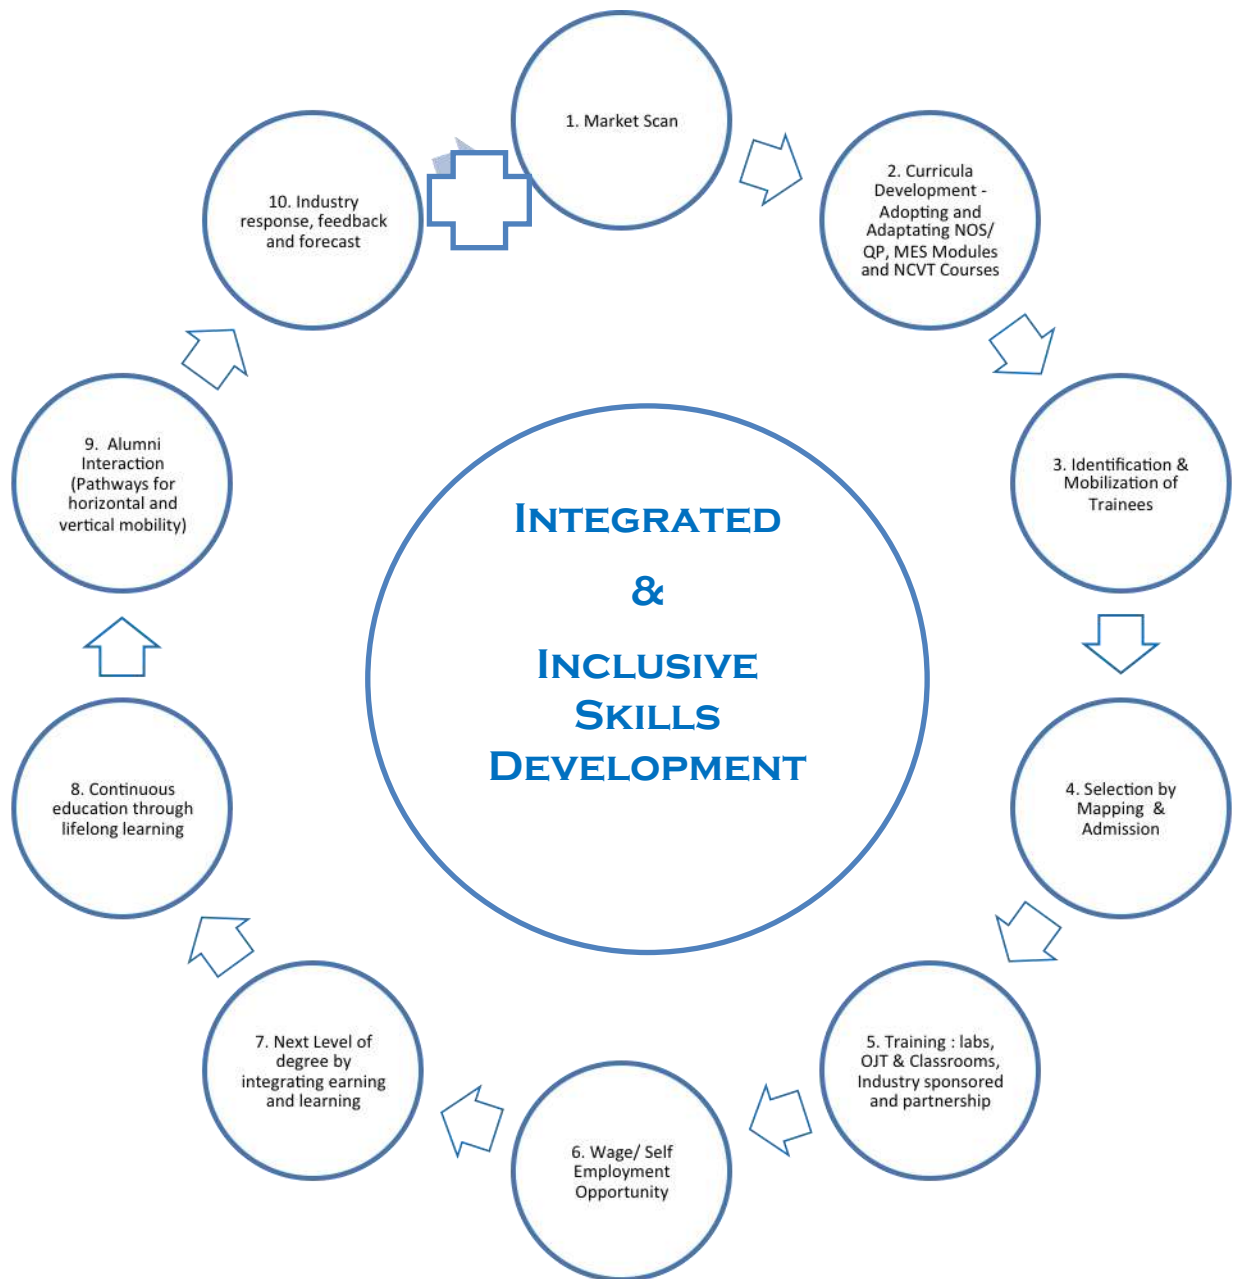 1. Market Scan
2. Curricula
Development -
Adopting and
Adaptating NOS/
QP, MES Modules
and NCVT Courses
3. Identification &
Mobilization of
Trainees
4. Selection by
Mapping & 
Admission
5. Training : labs,
OJT & Classrooms,
Industry sponsored
and partnership
6. Wage/ Self
Employment
Opportunity
7. Next Level of
degree by
integrating earning
and learning
8. Continuous
education through
lifelong learning
9. Alumni
Interaction
(Pathways for
horizontal and
vertical mobility)
10. Industry
response, feedback
and forecast
INTEGRATED
&
INCLUSIVE
SKILLS
DEVELOPMENT